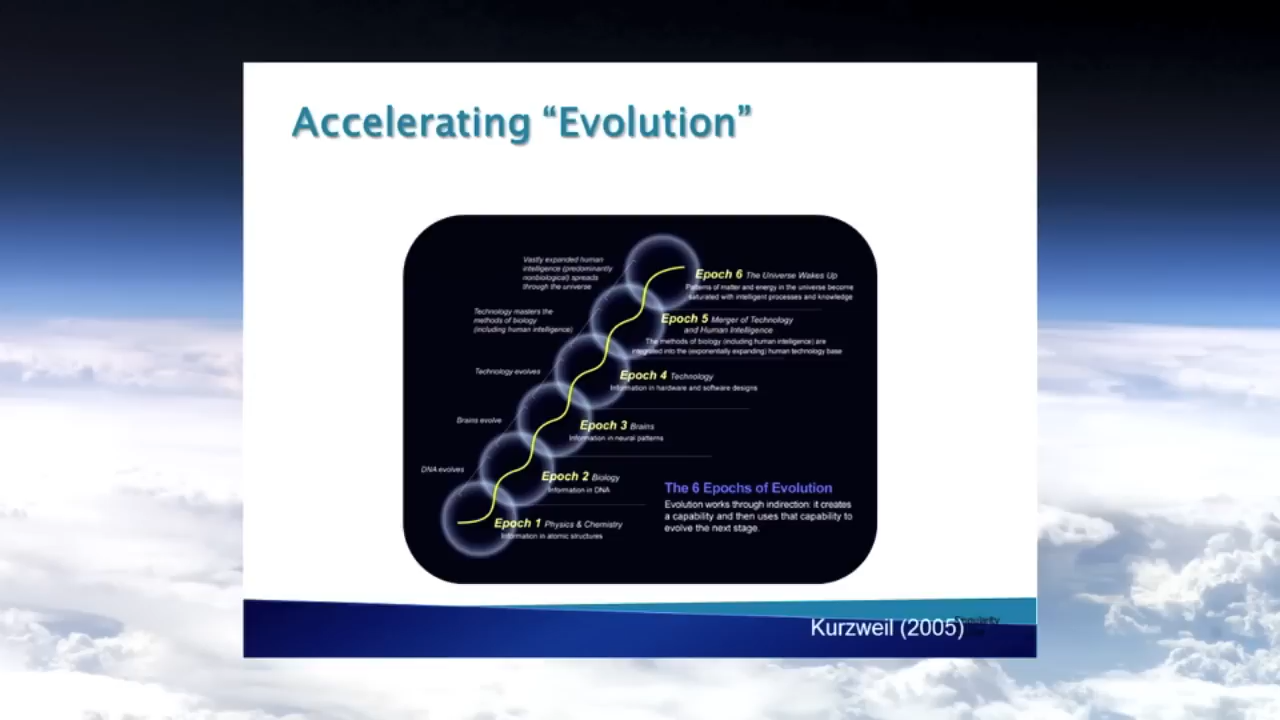 Accelerating “Evolution”
Vastly expanded human
intelligence (predominantly
nonbiological) spreads
through the universe
Epoch 6 The Universe Wakes Up
Patterns of matter and energy in the universe become
saturated with intelligent processes and knowledge
Technology masters the
methods of biology
(including human intelligence)
Epoch 5 Merger of Technology
and Human Intelligence
The methods of biology (including human intelligence) are
integrated into the (exponentially expanding) human technology base
Technology evolves
Epoch 4 Technology
Information in hardware and software designs
Brains evolve
Epoch 3 Brains
Information in neural patterns
DNA evolves
Epoch 2 Biology
Information in DNA
Epoch 1 Physics & Chemistry
Information in atomic structures
The 6 Epochs of Evolution
Evolution works through indirection: it creates
a capability and then uses that capability to
evolve the next stage.
Kurzweil (2005)